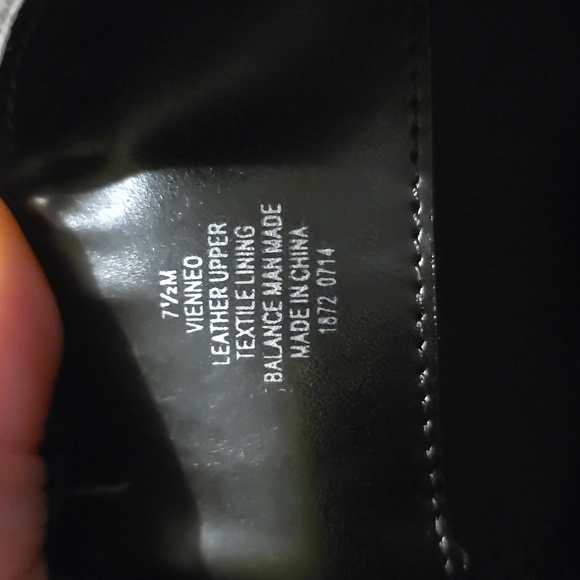 7½M
VIENNEO
LEATHER UPPER
TEXTILE LINING
BALANCE MAN MADE
MADE IN CHINA
1872 0714